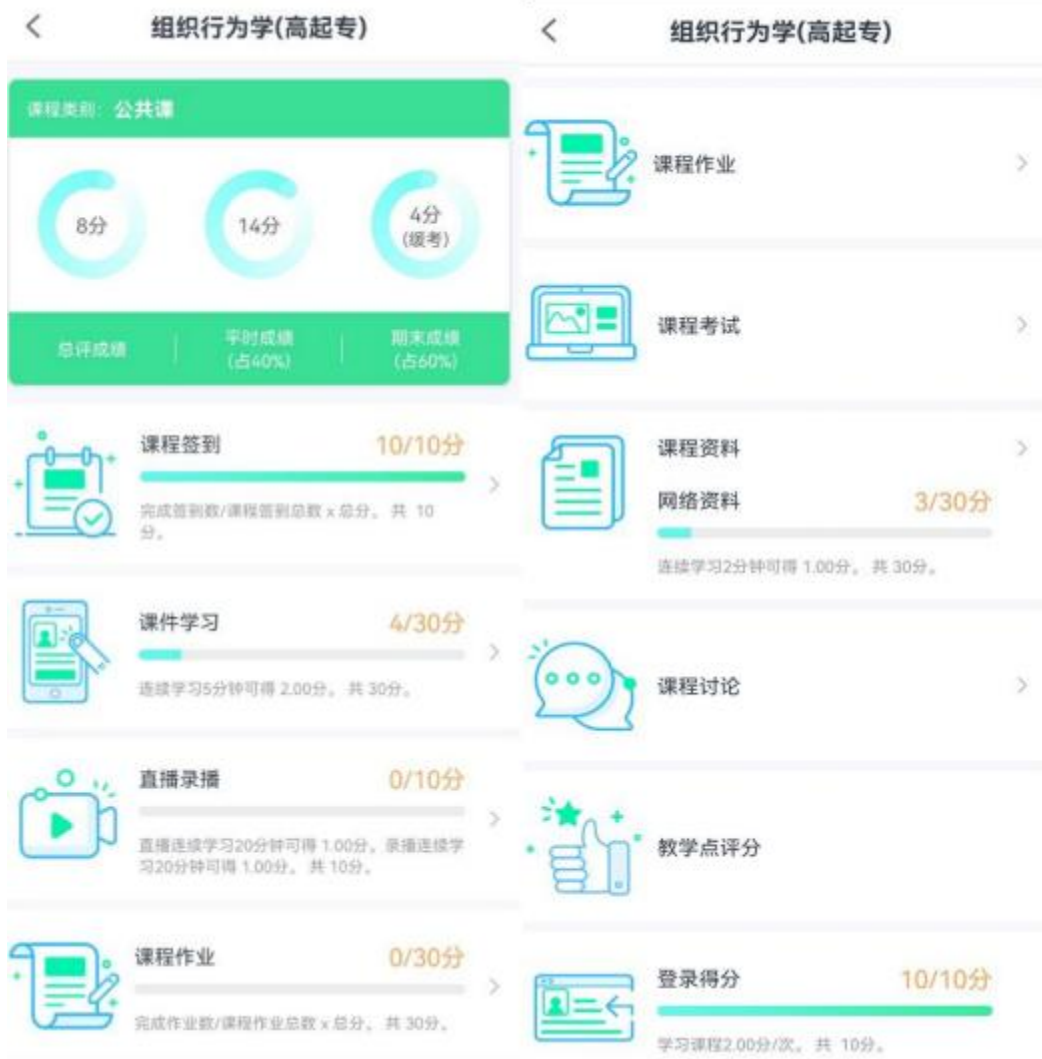 组织行为学(高起专)
课程类别: 公共课
8分
14分
4分
(缓考)
总评成绩
平时成绩
(占40%)
期末成绩
(占60%)
课程签到
10/10分
完成签到数/课程签到总数 x 总分。 共 10
分。
课件学习
4/30分
连续学习5分钟可得 2.00分。 共 30分。
直播录播
0/10分
直播连续学习20分钟可得 1.00分。录播连续学
习20分钟可得 1.00分。 共 10分。
课程作业
0/30分
完成作业数/课程作业总数 x 总分。 共 30分。
组织行为学(高起专)
课程作业
课程考试
课程资料
网络资料
3/30分
连续学习2分钟可得 1.00分。 共 30分。
课程讨论
教学点评分
登录得分
10/10分
学习课程2.00分/次。 共 10分。